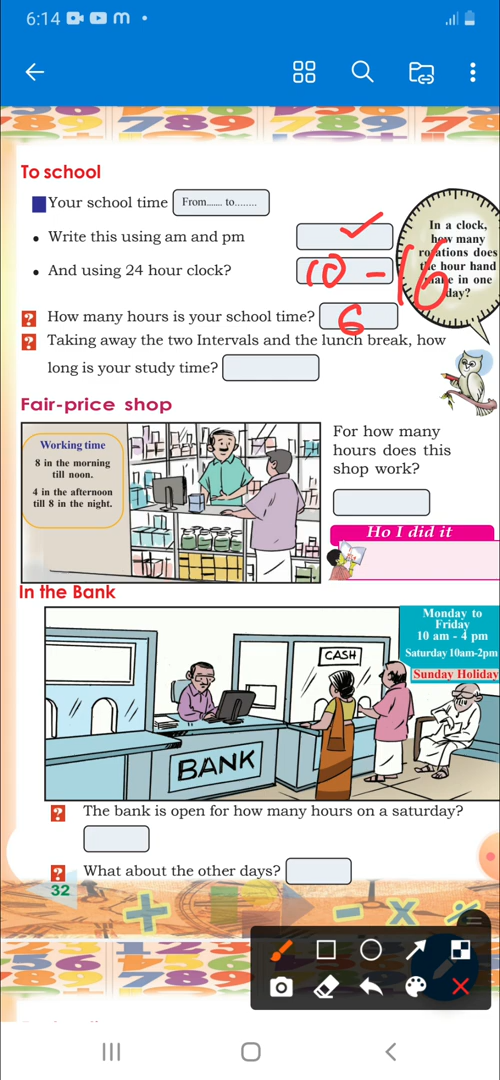 6:14
To school
Your school time From....... to........
• Write this using am and pm
• And using 24 hour clock? 10 - 16
In a clock,
how many
rotations does
the hour hand
make in one
day?
? How many hours is your school time? 6
? Taking away the two Intervals and the lunch break, how
long is your study time?
Fair-price shop
Working time
8 in the morning
till noon.
4 in the afternoon
till 8 in the night.
For how many
hours does this
shop work?
Ho I did it
In the Bank
Monday to
Friday
10 am - 4 pm
Saturday 10am-2pm
Sunday Holiday
CASH
BANK
? The bank is open for how many hours on a saturday?
? What about the other days?
32